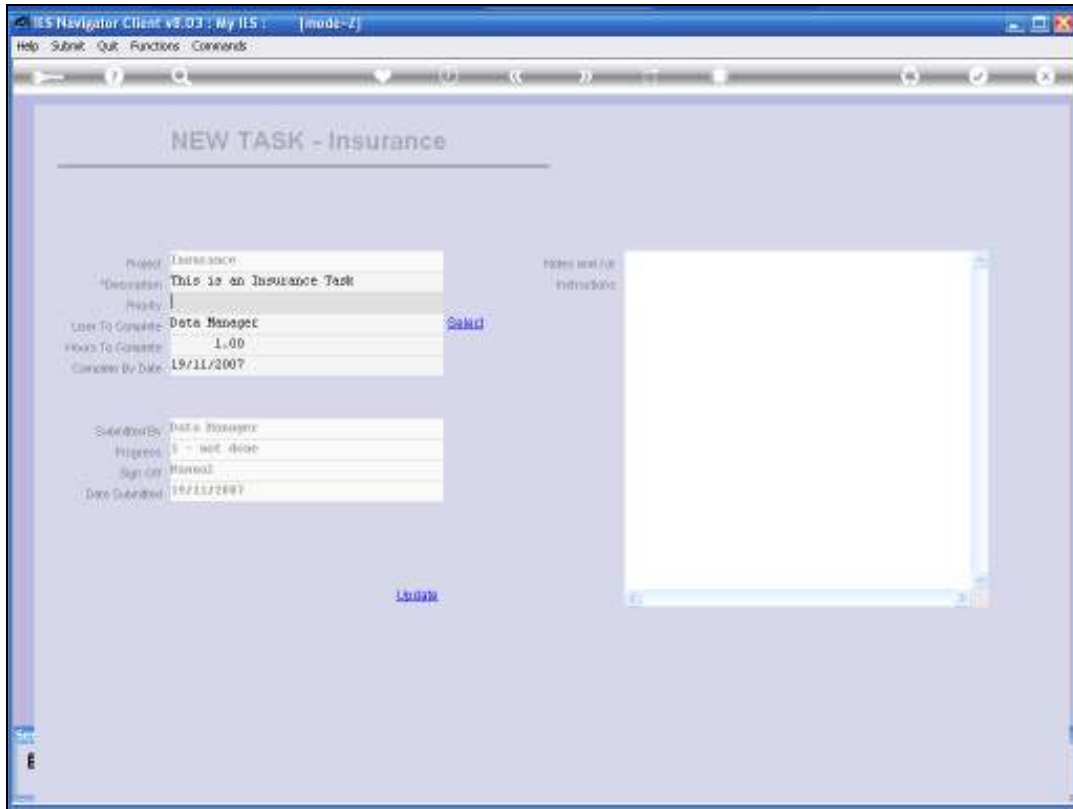 IES Navigator Client v8.03 : My IES : [mode-Z]
Help Submit Quit Functions Commands
NEW TASK - Insurance
Project Insurance
*Description This is an Insurance Task
Priority
User To Complete Data Manager Select
Hours To Complete 1.00
Complete By Date 19/11/2007
Notes and / or
Instructions
Submitted By Data Manager
Progress 5 - not done
Sign Off Manual
Date Submitted 19/11/2007
Update